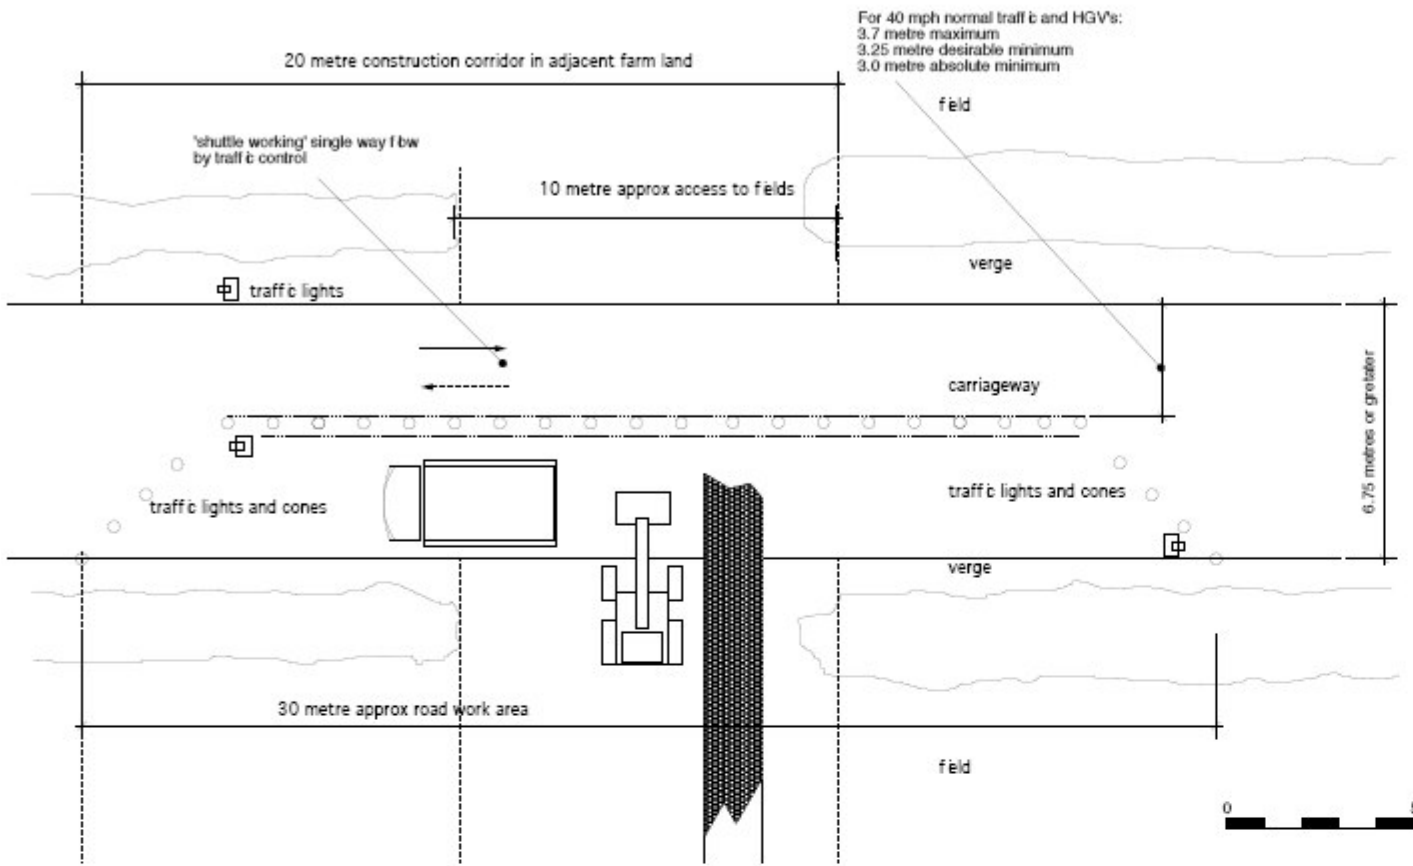 For 40 mph normal traffic and HGV's:
3.7 metre maximum
3.25 metre desirable minimum
3.0 metre absolute minimum
20 metre construction corridor in adjacent farm land
field
'shuttle working' single way flow
by traffic control
10 metre approx access to fields
verge
traffic lights
carriageway
6.75 metres or gretater
traffic lights and cones
traffic lights and cones
verge
30 metre approx road work area
field
0